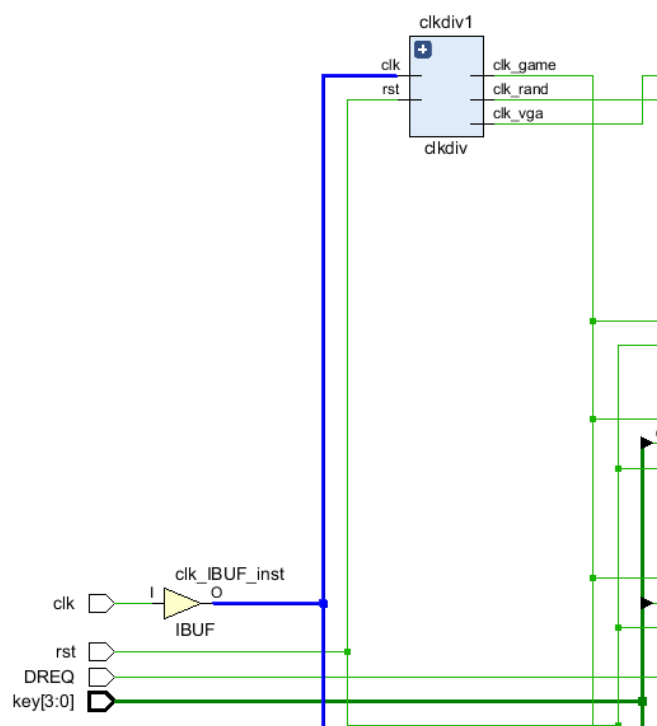 clkdiv1
clk
clk_game
rst
clk_rand
clk_vga
clkdiv
clk_IBUF_inst
clk
I
O
IBUF
rst
DREQ
key[3:0]